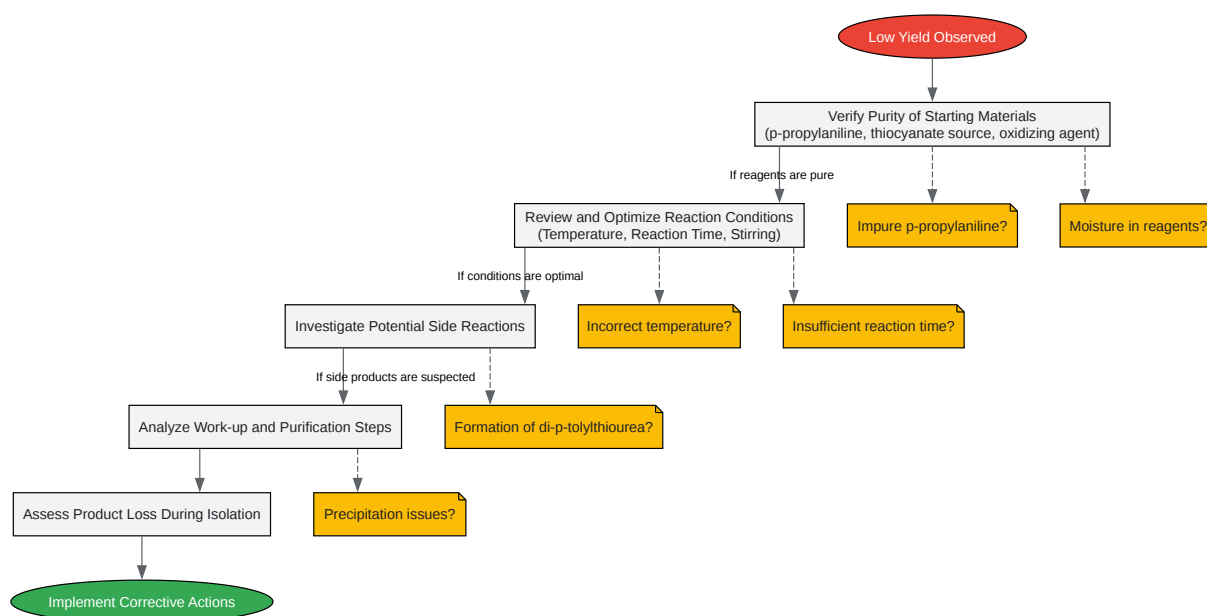 Low Yield Observed
Verify Purity of Starting Materials
(p-propylaniline, thiocyanate source, oxidizing agent)
If reagents are pure
Review and Optimize Reaction Conditions
(Temperature, Reaction Time, Stirring)
Impure p-propylaniline?
Moisture in reagents?
If conditions are optimal
Investigate Potential Side Reactions
Incorrect temperature?
Insufficient reaction time?
If side products are suspected
Analyze Work-up and Purification Steps
Formation of di-p-tolylthiourea?
Assess Product Loss During Isolation
Precipitation issues?
Implement Corrective Actions